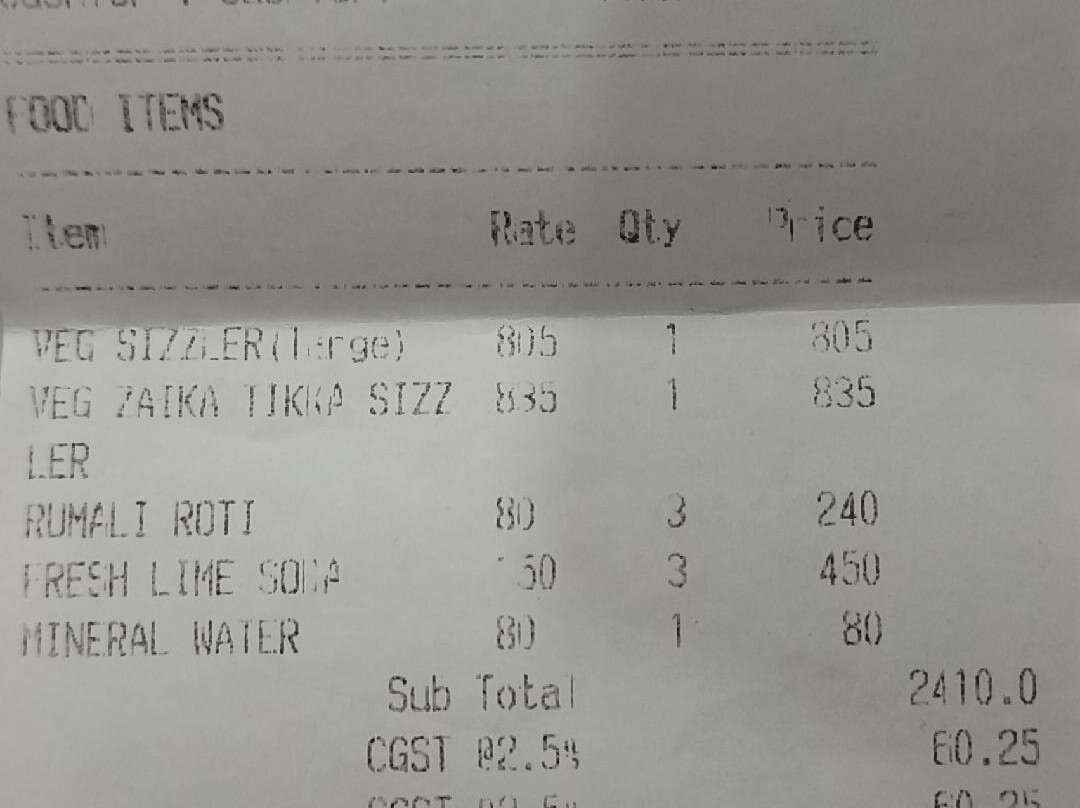 FOOD ITEMS
Item Rate Qty Price
VEG SIZZLER(large) 805 1 805
VEG ZAIKA TIKKA SIZZ 835 1 835
LER
RUMALI ROTI 80 3 240
FRESH LIME SODA 150 3 450
MINERAL WATER 80 1 80
Sub Total 2410.0
CGST @2.5% 60.25